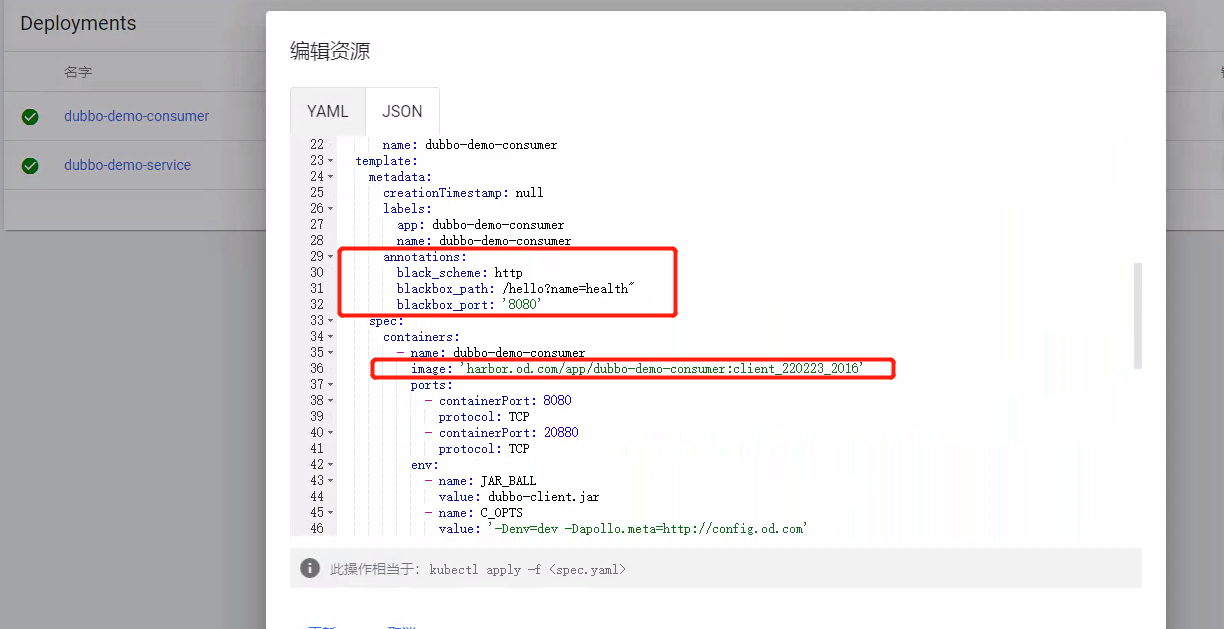 Deployments
名字
dubbo-demo-consumer
dubbo-demo-service
编辑资源
YAML JSON
22 name: dubbo-demo-consumer
23 template:
24 metadata:
25 creationTimestamp: null
26 labels:
27 app: dubbo-demo-consumer
28 name: dubbo-demo-consumer
29 annotations:
30 black_scheme: http
31 blackbox_path: /hello?name=health"
32 blackbox_port: '8080'
33 spec:
34 containers:
35 - name: dubbo-demo-consumer
36 image: 'harbor.od.com/app/dubbo-demo-consumer:client_220223_2016'
37 ports:
38 - containerPort: 8080
39 protocol: TCP
40 - containerPort: 20880
41 protocol: TCP
42 env:
43 - name: JAR_BALL
44 value: dubbo-client.jar
45 - name: C_OPTS
46 value: '-Denv=dev -Dapollo.meta=http://config.od.com'
此操作相当于: kubectl apply -f <spec.yaml>